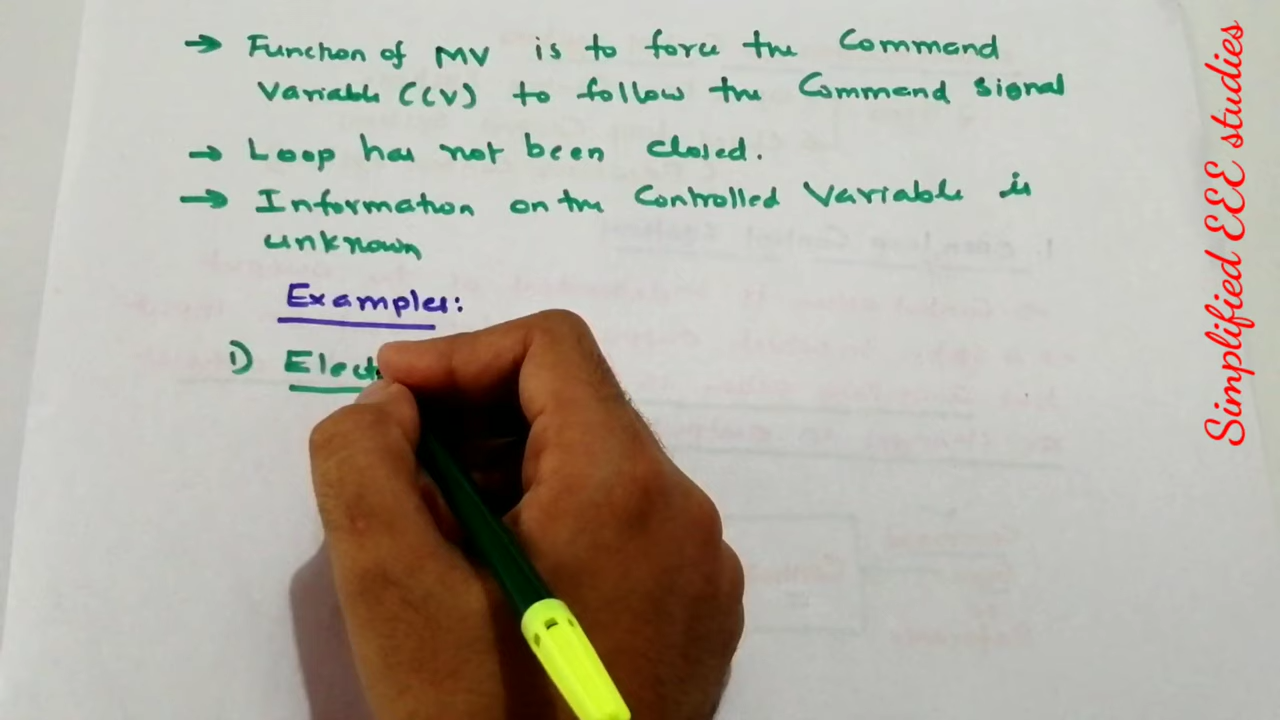 → Function of MV is to force the Command
Variable (CV) to follow the Command Signal
→ Loop has not been closed.
→ Information on the Controlled Variable is
unknown
Examples:
1) Elect
Simplified EEE studies